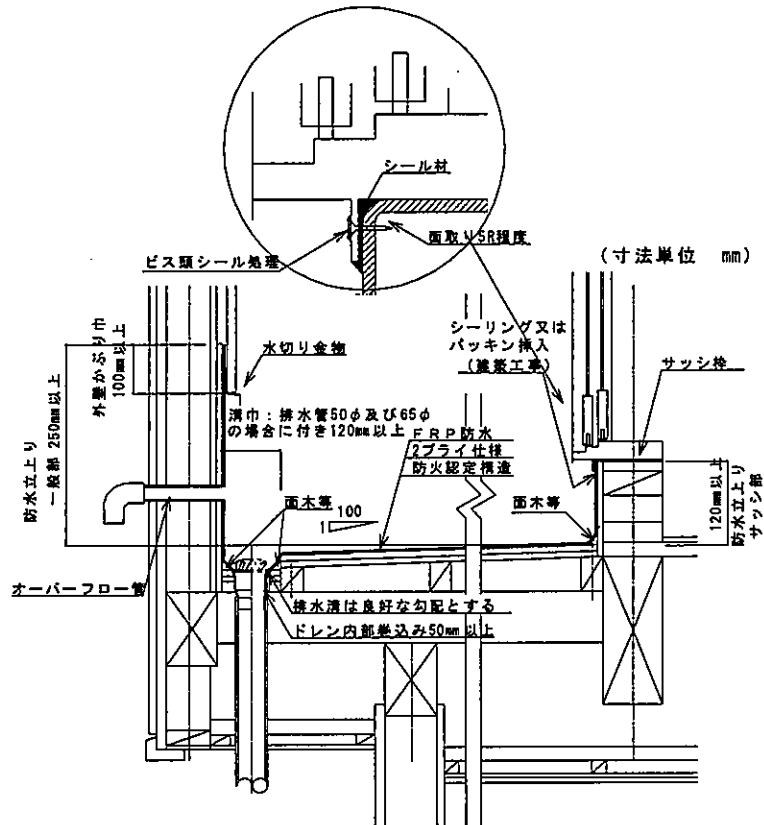 シール材
ビス頭シール処理
面取り5R程度
(寸法単位 mm)
防水立上り
一般部 250mm以上
外壁かぶり巾
100mm以上
水切り金物
シーリング又は
パッキン挿入
(建築工事)
サッシ枠
溝巾:排水管50φ及び65φ
の場合に付き120mm以上
FRP防水
2プライ仕様
防火認定構造
面木等
1
100
面木等
120mm以上
防水立上り
サッシ部
オーバーフロー管
排水溝は良好な勾配とする
ドレン内部巻込み50mm以上